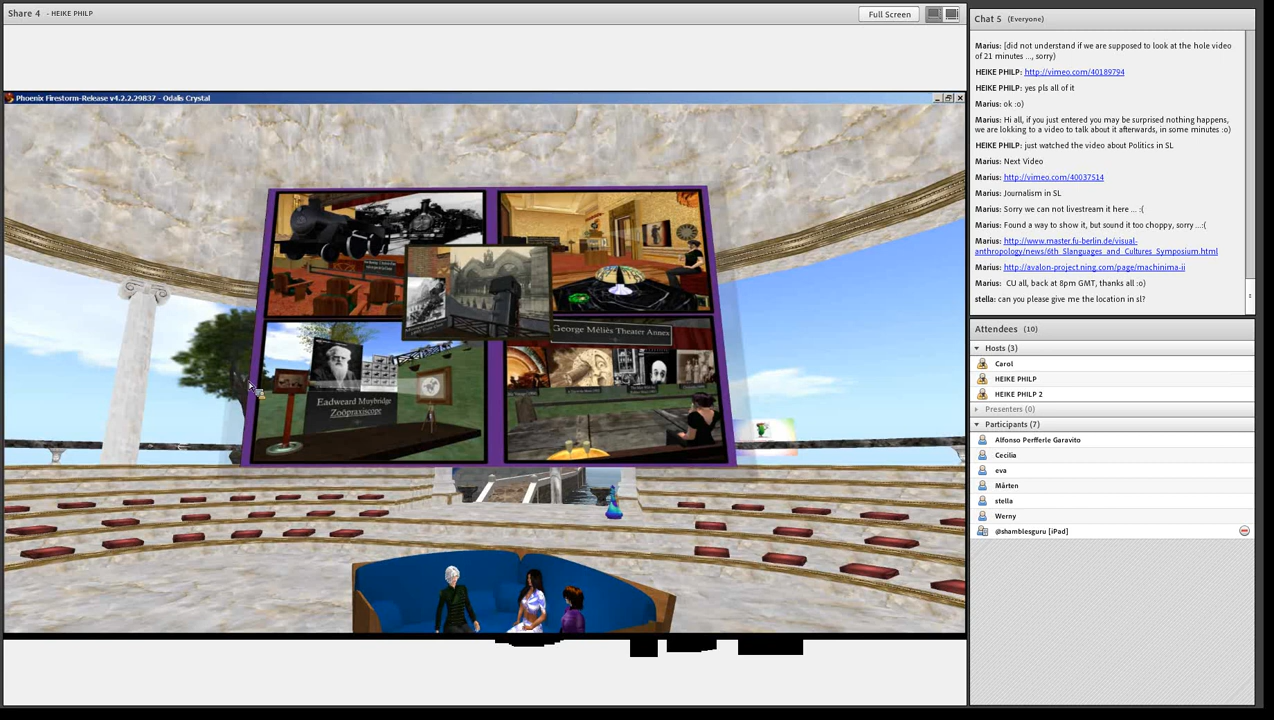 Share 4 - HEIKE PHILP
Full Screen
Phoenix Firestorm-Release v4.2.2.29837 - Odalis Crystal
George Méliès Theater Annex
Eadweard Muybridge
Zoöpraxiscope
Chat 5 (Everyone)
Marius: [did not understand if we are supposed to look at the hole video
of 21 minutes ..., sorry)
HEIKE PHILP: http://vimeo.com/40189794
HEIKE PHILP: yes pls all of it
Marius: ok :o)
Marius: Hi all, if you just entered you may be surprised nothing happens,
we are lokking to a video to talk about it afterwards, in some minutes :o)
HEIKE PHILP: just watched the video about Politics in SL
Marius: Next Video
Marius: http://vimeo.com/40037514
Marius: Journalism in SL
Marius: Sorry we can not livestream it here ... :(
Marius: Found a way to show it, but sound it too choppy, sorry ...:(
Marius: http://www.master.fu-berlin.de/visual-
anthropology/news/6th_Slanguages_and_Cultures_Symposium.html
Marius: http://avalon-project.ning.com/page/machinima-ii
Marius: CU all, back at 8pm GMT, thanks all :o)
stella: can you please give me the location in sl?
Attendees (10)
Hosts (3)
Carol
HEIKE PHILP
HEIKE PHILP 2
Presenters (0)
Participants (7)
Alfonso Perfferle Garavito
Cecilia
eva
Mårten
stella
Werny
@shamblesguru [iPad]